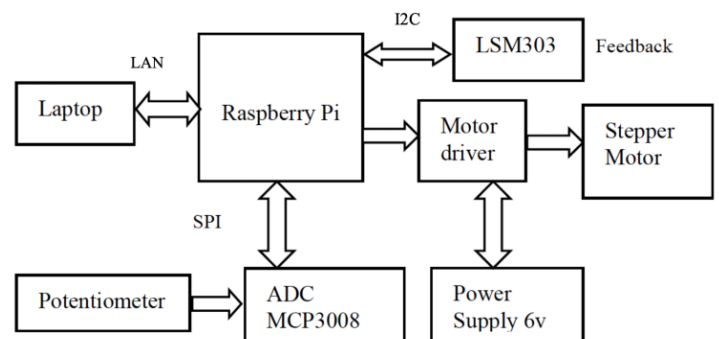 I2C
LSM303
Feedback
LAN
Laptop
Raspberry Pi
Motor
driver
Stepper
Motor
SPI
Potentiometer
ADC
MCP3008
Power
Supply 6v